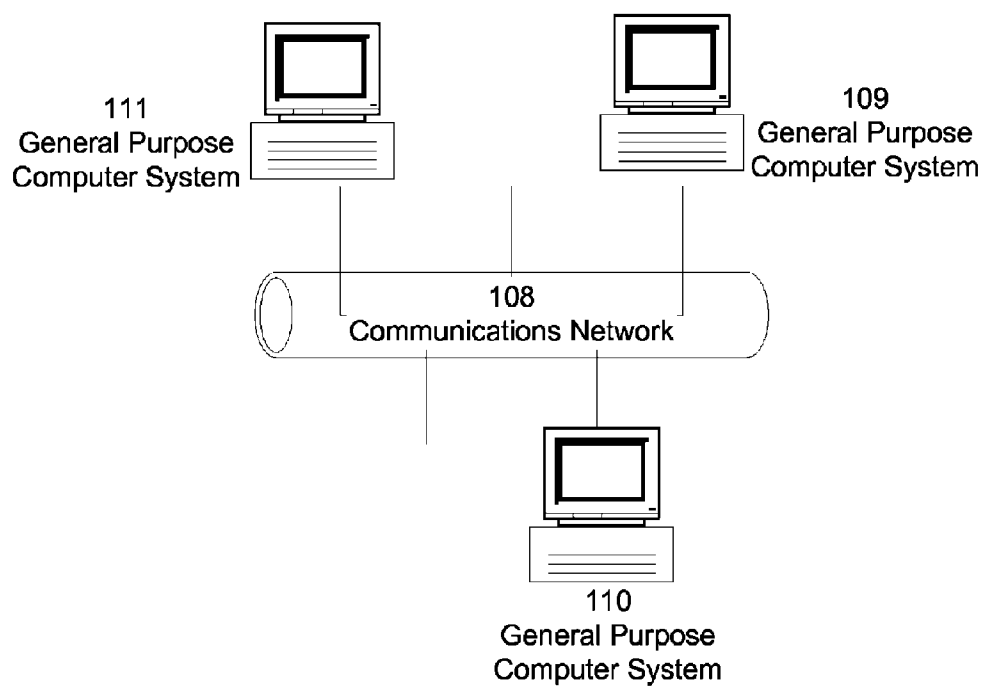 111
General Purpose
Computer System
109
General Purpose
Computer System
108
Communications Network
110
General Purpose
Computer System